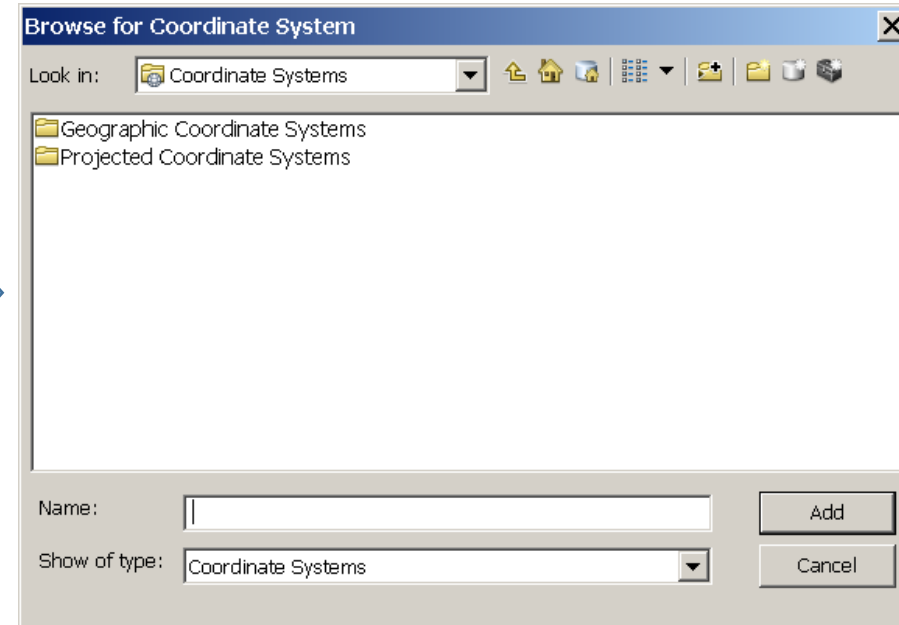 Browse for Coordinate System
Look in: Coordinate Systems
Geographic Coordinate Systems
Projected Coordinate Systems
Name: Add
Show of type: Coordinate Systems Cancel